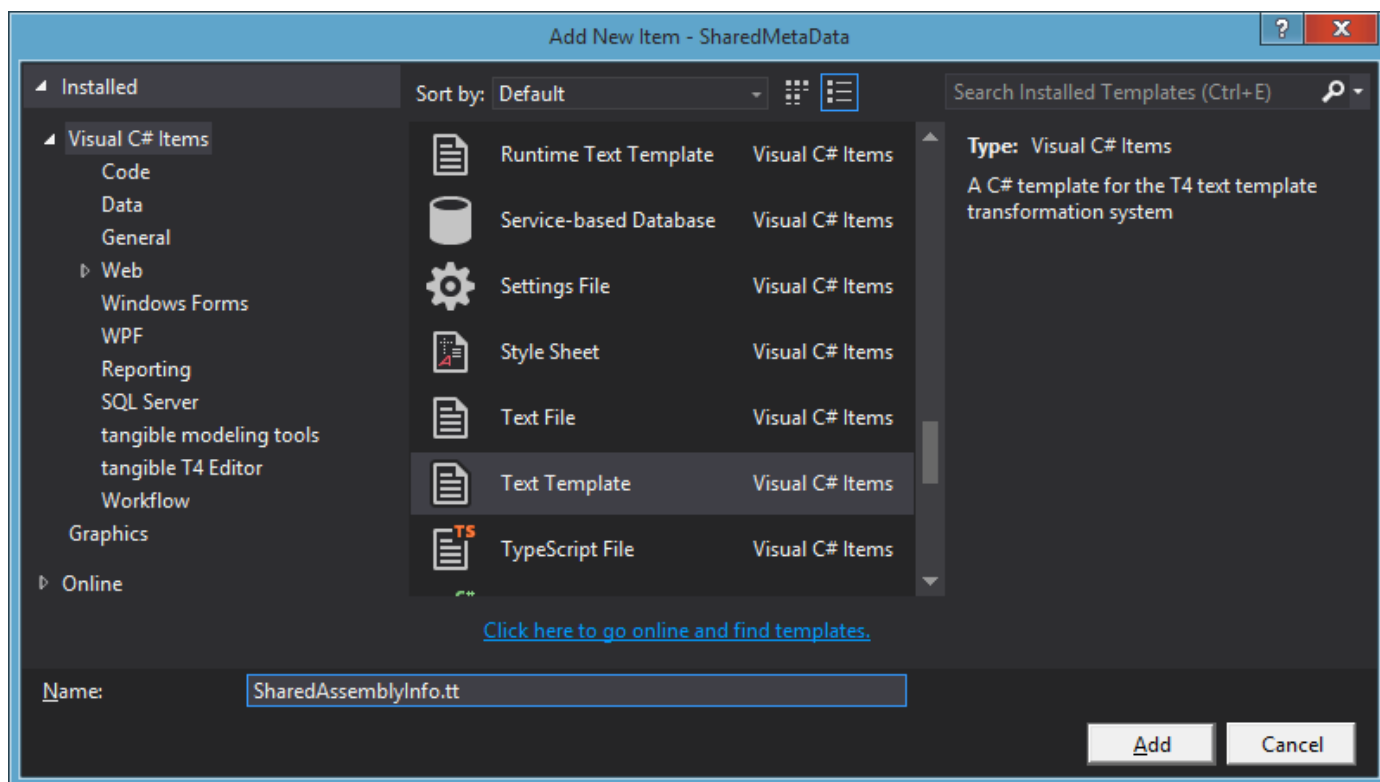 Add New Item - SharedMetaData
? X
Installed
Sort by: Default
Search Installed Templates (Ctrl+E)
Visual C# Items
Code
Data
General
Web
Windows Forms
WPF
Reporting
SQL Server
tangible modeling tools
tangible T4 Editor
Workflow
Graphics
Online
Runtime Text Template Visual C# Items
Service-based Database Visual C# Items
Settings File Visual C# Items
Style Sheet Visual C# Items
Text File Visual C# Items
Text Template Visual C# Items
TS
TypeScript File Visual C# Items
C#
Type: Visual C# Items
A C# template for the T4 text template
transformation system
Click here to go online and find templates.
Name: SharedAssemblyInfo.tt
Add Cancel